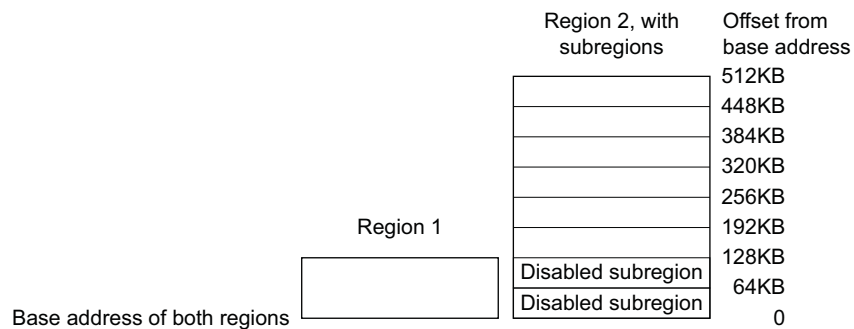 Region 2, with
subregions
Offset from
base address
512KB
448KB
384KB
320KB
256KB
192KB
Region 1
128KB
Disabled subregion
64KB
Disabled subregion
Base address of both regions
0